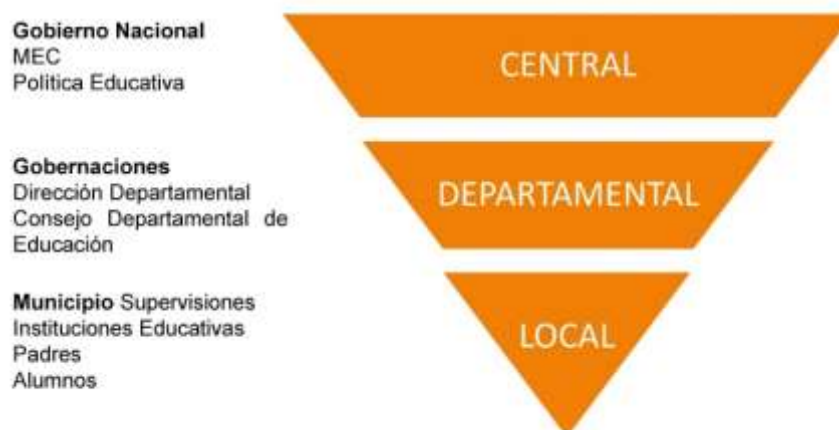 Gobierno Nacional
MEC
Política Educativa
CENTRAL
Gobernaciones
Dirección Departamental
Consejo Departamental de
Educación
DEPARTAMENTAL
Municipio Supervisiones
Instituciones Educativas
Padres
Alumnos
LOCAL